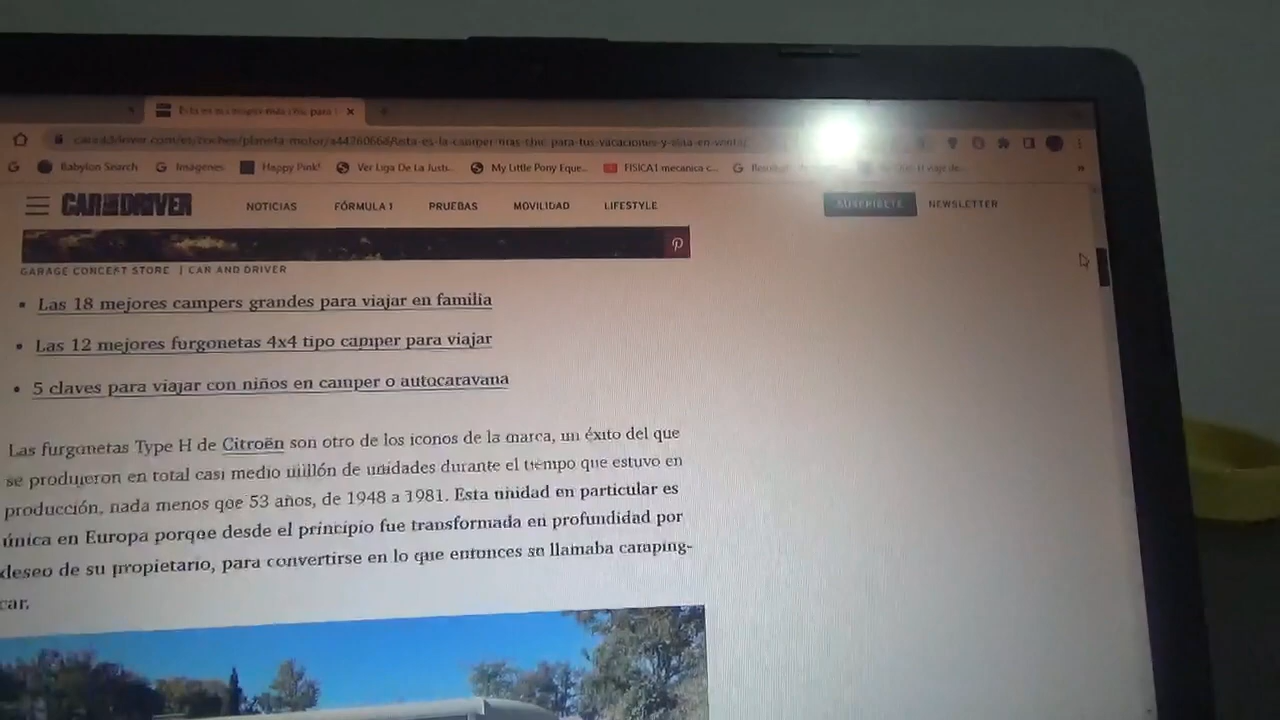 Esta es la camper más chic para
caranddriver.com/es/coches/planeta-motor/a44260668/esta-es-la-camper-mas-chic-para-tus-vacaciones-y-esta-en-venta
Babylon Search Imágenes Happy Pink! Ver Liga De La Justi... My Little Pony Eque... FISICA1 mecanica c...
CAR AND DRIVER NOTICIAS FÓRMULA 1 PRUEBAS MOVILIDAD LIFESTYLE SUSCRÍBETE NEWSLETTER
GARAGE CONCEPT STORE | CAR AND DRIVER
Las 18 mejores campers grandes para viajar en familia
Las 12 mejores furgonetas 4x4 tipo camper para viajar
5 claves para viajar con niños en camper o autocaravana
Las furgonetas Type H de Citroën son otro de los iconos de la marca, un éxito del que
se produjeron en total casi medio millón de unidades durante el tiempo que estuvo en
producción, nada menos que 53 años, de 1948 a 1981. Esta unidad en particular es
única en Europa porque desde el principio fue transformada en profundidad por
deseo de su propietario, para convertirse en lo que entonces se llamaba camping-
car.